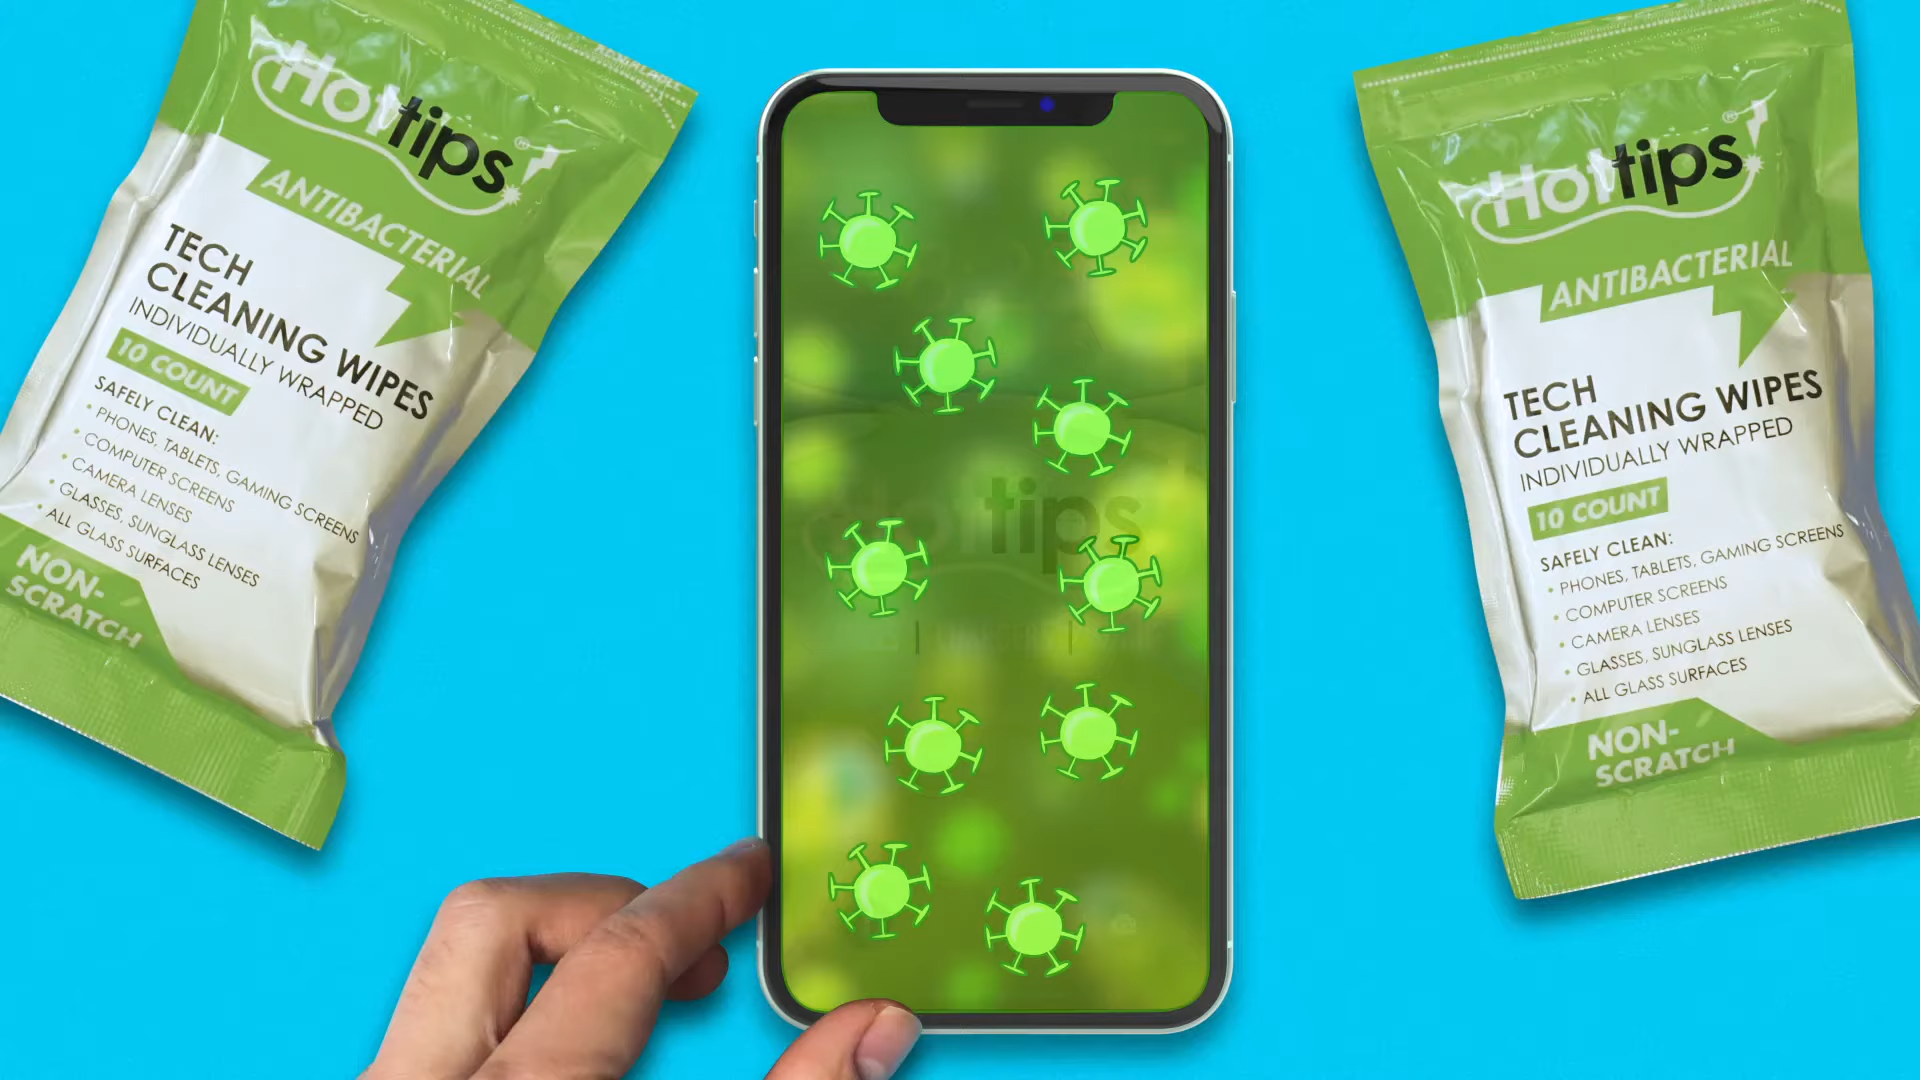 Hottips®
ANTIBACTERIAL
TECH
CLEANING WIPES
INDIVIDUALLY WRAPPED
10 COUNT
SAFELY CLEAN:
• PHONES, TABLETS, GAMING SCREENS
• COMPUTER SCREENS
• CAMERA LENSES
• GLASSES, SUNGLASS LENSES
• ALL GLASS SURFACES
NON-
SCRATCH
tips
Hottips®
ANTIBACTERIAL
TECH
CLEANING WIPES
INDIVIDUALLY WRAPPED
10 COUNT
SAFELY CLEAN:
• PHONES, TABLETS, GAMING SCREENS
• COMPUTER SCREENS
• CAMERA LENSES
• GLASSES, SUNGLASS LENSES
• ALL GLASS SURFACES
NON-
SCRATCH